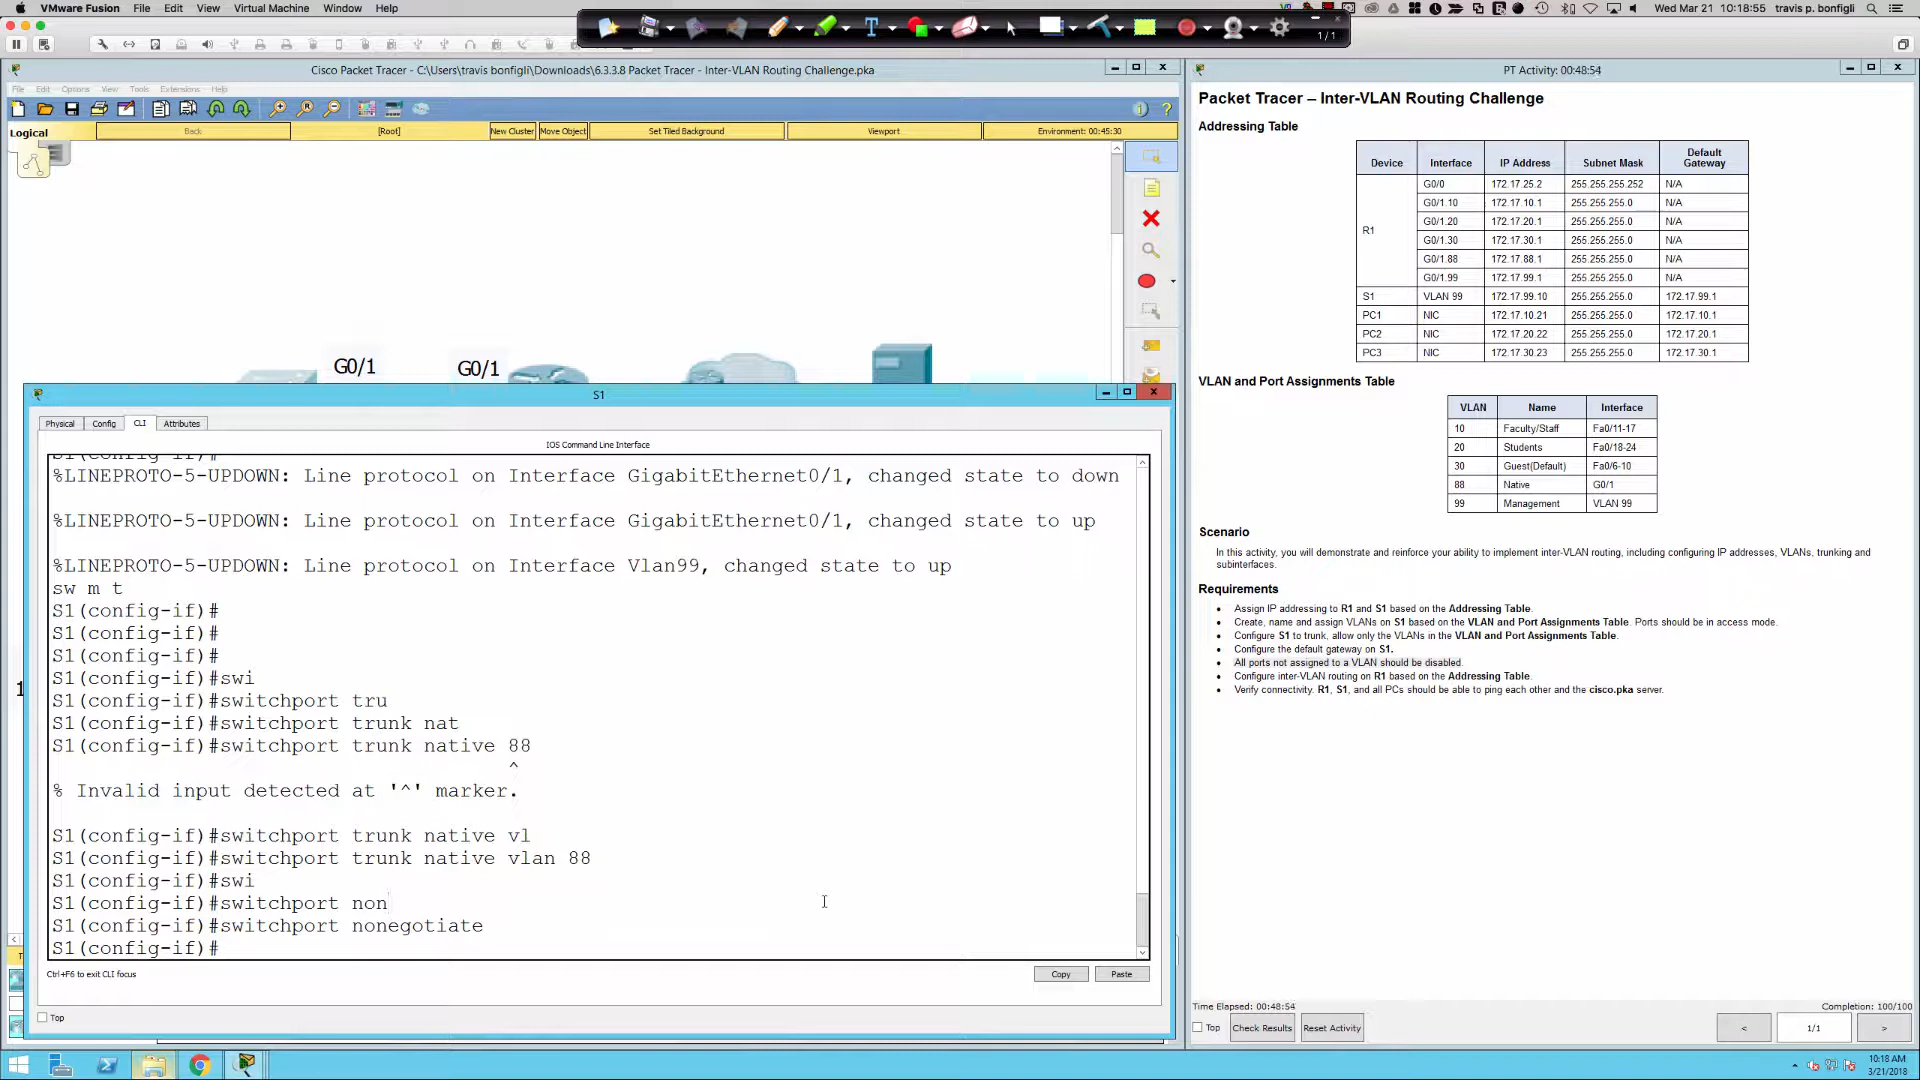 VMware Fusion File Edit View Virtual Machine Window Help
Wed Mar 21 10:18:55 travis p. bonfigli
1/1
Cisco Packet Tracer - C:\Users\travis bonfigli\Downloads\6.3.3.8 Packet Tracer - Inter-VLAN Routing Challenge.pka
File Edit Options View Tools Extensions Help
Logical Back [Root] New Cluster Move Object Set Tiled Background Viewport Environment: 00:45:30
G0/1
G0/1
S1
Physical Config CLI Attributes
IOS Command Line Interface
S1(config-if)#
%LINEPROTO-5-UPDOWN: Line protocol on Interface GigabitEthernet0/1, changed state to down
%LINEPROTO-5-UPDOWN: Line protocol on Interface GigabitEthernet0/1, changed state to up
%LINEPROTO-5-UPDOWN: Line protocol on Interface Vlan99, changed state to up
sw m t
S1(config-if)#
S1(config-if)#
S1(config-if)#
S1(config-if)#swi
S1(config-if)#switchport tru
S1(config-if)#switchport trunk nat
S1(config-if)#switchport trunk native 88
^
% Invalid input detected at '^' marker.
S1(config-if)#switchport trunk native vl
S1(config-if)#switchport trunk native vlan 88
S1(config-if)#swi
S1(config-if)#switchport non
S1(config-if)#switchport nonegotiate
S1(config-if)#
Ctrl+F6 to exit CLI focus
Copy Paste
Top
PT Activity: 00:48:54
Packet Tracer – Inter-VLAN Routing Challenge
Addressing Table
Device Interface IP Address Subnet Mask Default Gateway
R1 G0/0 172.17.25.2 255.255.255.252 N/A
G0/1.10 172.17.10.1 255.255.255.0 N/A
G0/1.20 172.17.20.1 255.255.255.0 N/A
G0/1.30 172.17.30.1 255.255.255.0 N/A
G0/1.88 172.17.88.1 255.255.255.0 N/A
G0/1.99 172.17.99.1 255.255.255.0 N/A
S1 VLAN 99 172.17.99.10 255.255.255.0 172.17.99.1
PC1 NIC 172.17.10.21 255.255.255.0 172.17.10.1
PC2 NIC 172.17.20.22 255.255.255.0 172.17.20.1
PC3 NIC 172.17.30.23 255.255.255.0 172.17.30.1
VLAN and Port Assignments Table
VLAN Name Interface
10 Faculty/Staff Fa0/11-17
20 Students Fa0/18-24
30 Guest(Default) Fa0/6-10
88 Native G0/1
99 Management VLAN 99
Scenario
In this activity, you will demonstrate and reinforce your ability to implement inter-VLAN routing, including configuring IP addresses, VLANs, trunking and
subinterfaces.
Requirements
• Assign IP addressing to R1 and S1 based on the Addressing Table.
• Create, name and assign VLANs on S1 based on the VLAN and Port Assignments Table. Ports should be in access mode.
• Configure S1 to trunk, allow only the VLANs in the VLAN and Port Assignments Table.
• Configure the default gateway on S1.
• All ports not assigned to a VLAN should be disabled.
• Configure inter-VLAN routing on R1 based on the Addressing Table.
• Verify connectivity. R1, S1, and all PCs should be able to ping each other and the cisco.pka server.
Time Elapsed: 00:48:54 Completion: 100/100
Top Check Results Reset Activity < 1/1 >
10:18 AM
3/21/2018